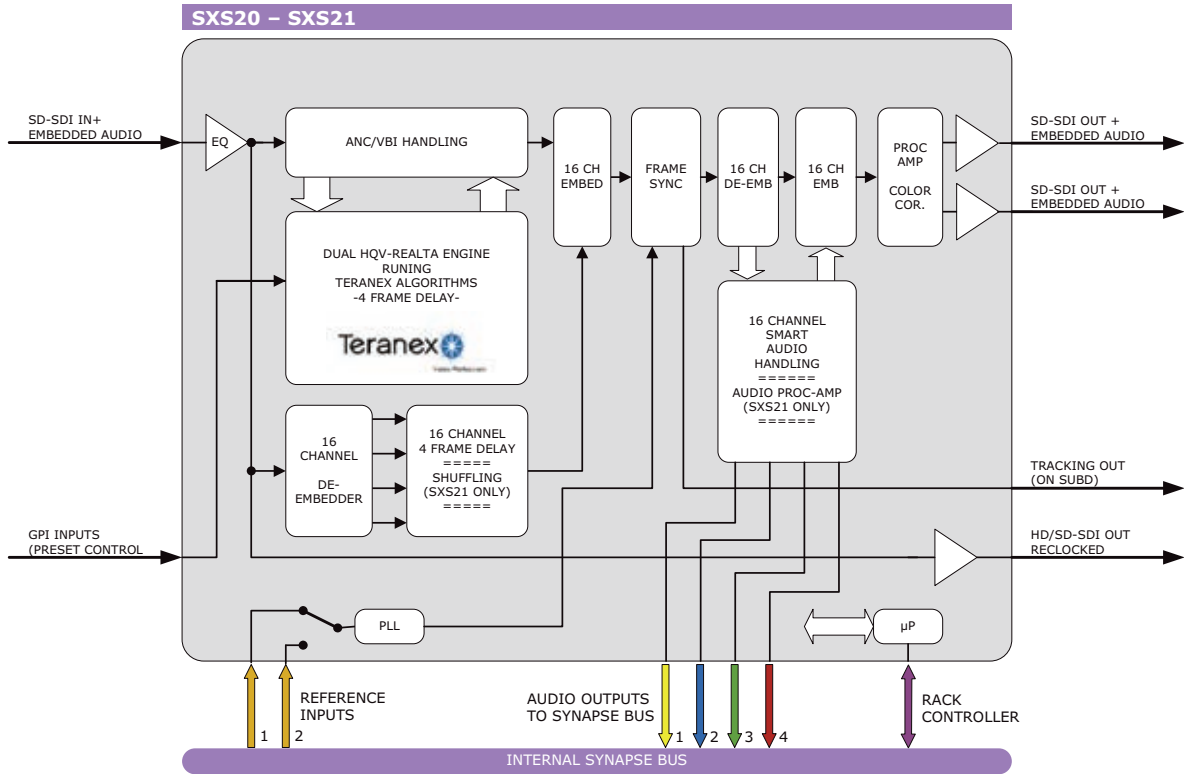 SXS20 – SXS21
SD-SDI IN+
EMBEDDED AUDIO
EQ
ANC/VBI HANDLING
16 CH
EMBED
FRAME
SYNC
16 CH
DE-EMB
16 CH
EMB
PROC
AMP
COLOR
COR.
SD-SDI OUT +
EMBEDDED AUDIO
SD-SDI OUT +
EMBEDDED AUDIO
DUAL HQV-REALTA ENGINE
RUNING
TERANEX ALGORITHMS
-4 FRAME DELAY-
Teranex
16 CHANNEL
SMART
AUDIO
HANDLING
======
AUDIO PROC-AMP
(SXS21 ONLY)
======
16
CHANNEL
DE-
EMBEDDER
16 CHANNEL
4 FRAME DELAY
=====
SHUFFLING
(SXS21 ONLY)
=====
TRACKING OUT
(ON SUBD)
GPI INPUTS
(PRESET CONTROL
HD/SD-SDI OUT
RECLOCKED
PLL
µP
REFERENCE
INPUTS
1
2
AUDIO OUTPUTS
TO SYNAPSE BUS
1
2
3
4
RACK
CONTROLLER
INTERNAL SYNAPSE BUS